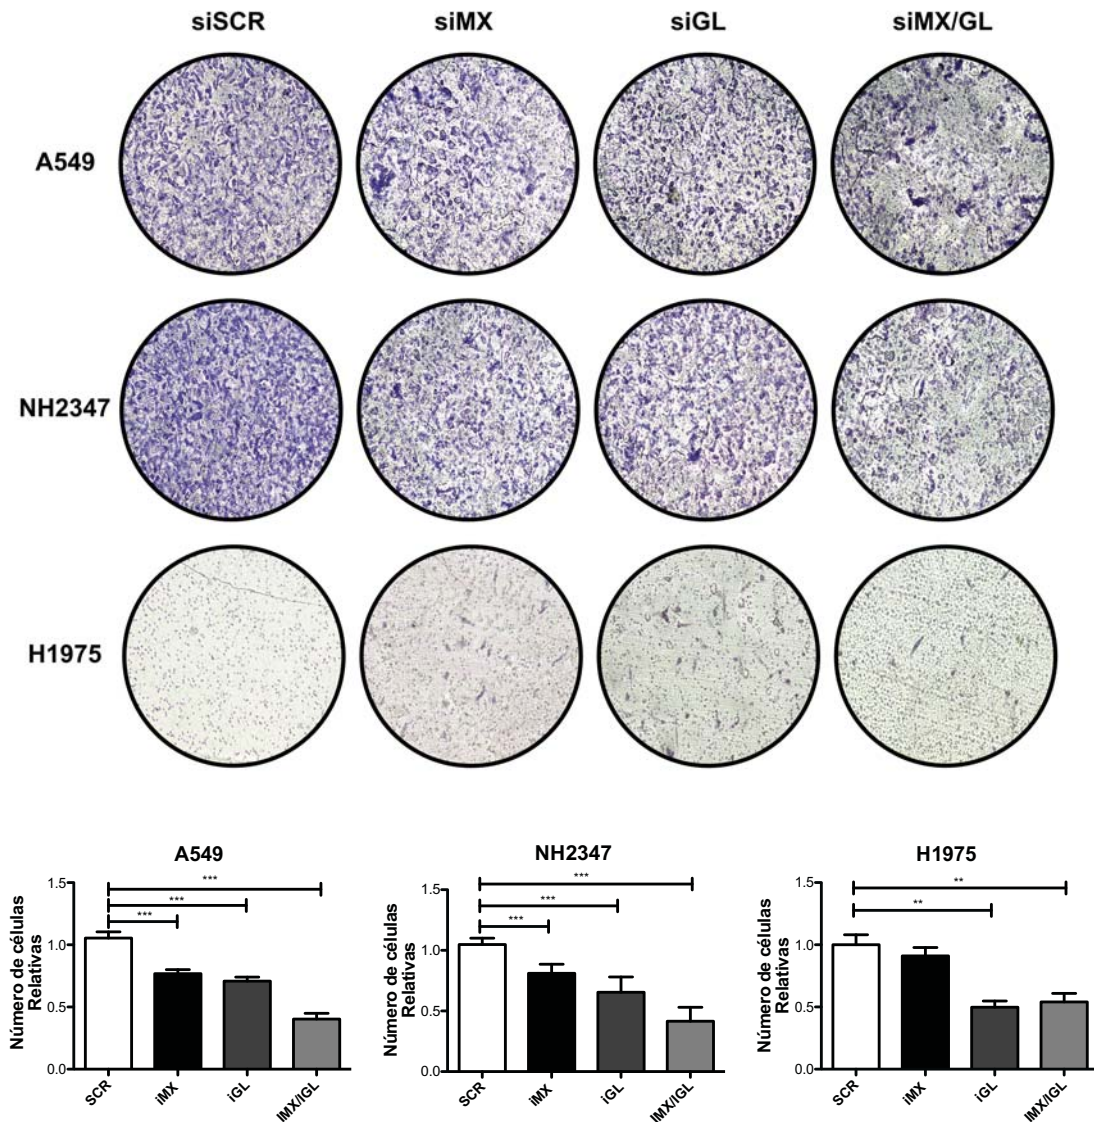 siSCR siMX siGL siMX/GL
A549
NH2347
H1975
A549
Número de células
Relativas
1.5
1.0
0.5
0.0
***
***
***
SCR
iMX
iGL
IMX/IGL
NH2347
Número de células
Relativas
1.5
1.0
0.5
0.0
***
***
***
SCR
iMX
iGL
IMX/IGL
H1975
Número de células
Relativas
1.5
1.0
0.5
0.0
**
**
SCR
iMX
iGL
IMX/IGL